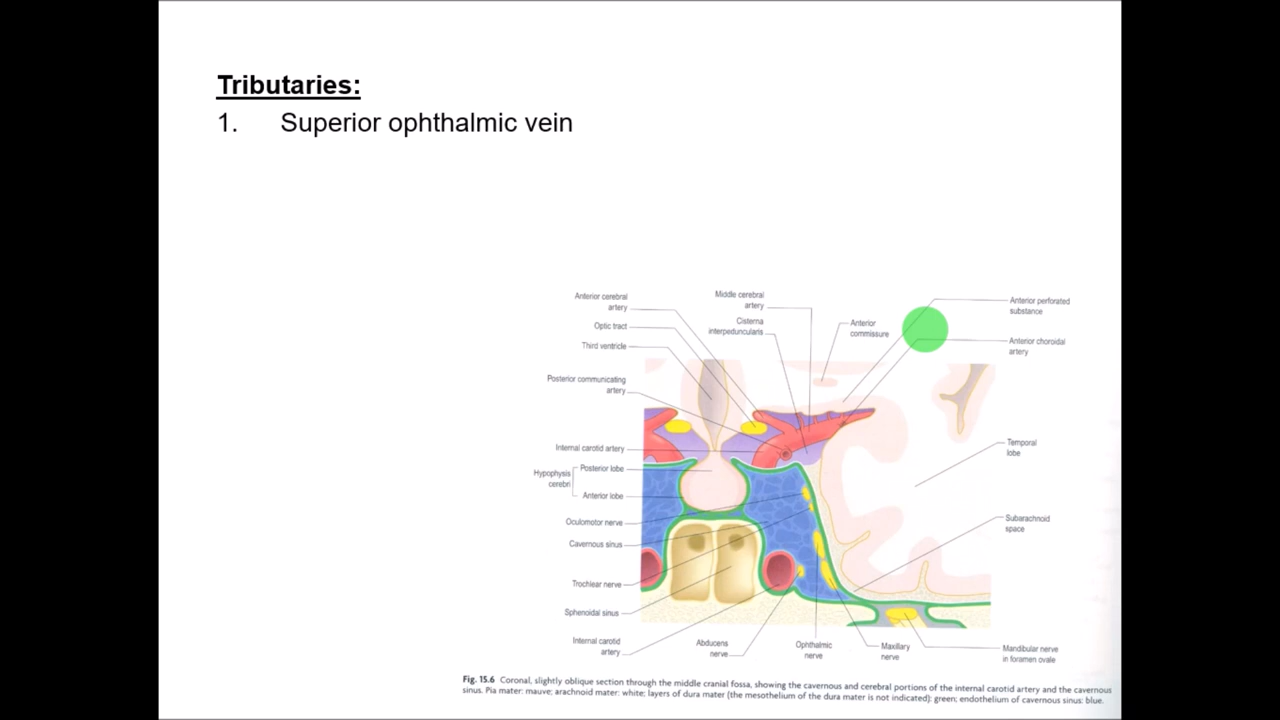 Tributaries:
1. Superior ophthalmic vein
Anterior cerebral
artery
Optic tract
Third ventricle
Posterior communicating
artery
Middle cerebral
artery
Cisterna
interpeduncularis
Anterior
commissure
Anterior perforated
substance
Anterior choroidal
artery
Internal carotid artery
Hypophysis
cerebri
Posterior lobe
Anterior lobe
Oculomotor nerve
Cavernous sinus
Trochlear nerve
Sphenoidal sinus
Internal carotid
artery
Temporal
lobe
Subarachnoid
space
Abducens
nerve
Ophthalmic
nerve
Maxillary
nerve
Mandibular nerve
in foramen ovale
Fig. 15.6 Coronal, slightly oblique section through the middle cranial fossa, showing the cavernous and cerebral portions of the internal carotid artery and the cavernous
sinus. Pia mater: mauve; arachnoid mater: white; layers of dura mater (the mesothelium of the dura mater is not indicated): green; endothelium of cavernous sinus: blue.